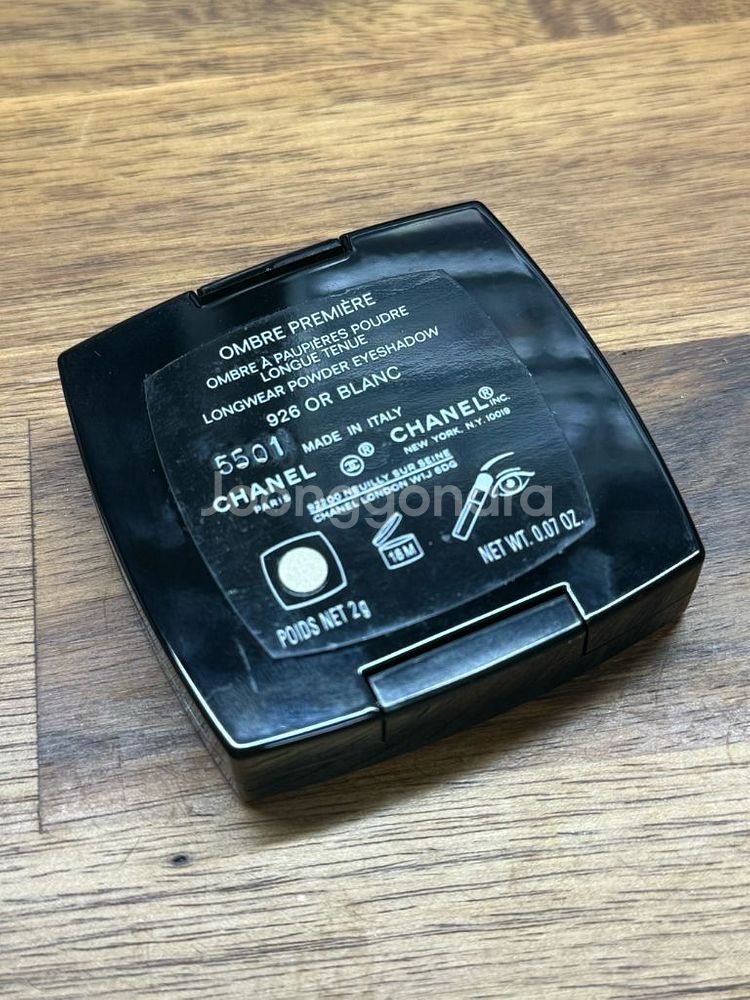 OMBRE PREMIÈRE
OMBRE À PAUPIÈRES POUDRE
LONGUE TENUE
LONGWEAR POWDER EYESHADOW
926 OR BLANC
5501 MADE IN ITALY
CHANEL
PARIS
CHANEL® INC.
NEW YORK, N.Y. 10019
92200 NEUILLY SUR SEINE
CHANEL LONDON W1J 6DG
Joonggonara
18 M
POIDS NET 2g
NET WT. 0.07 OZ.